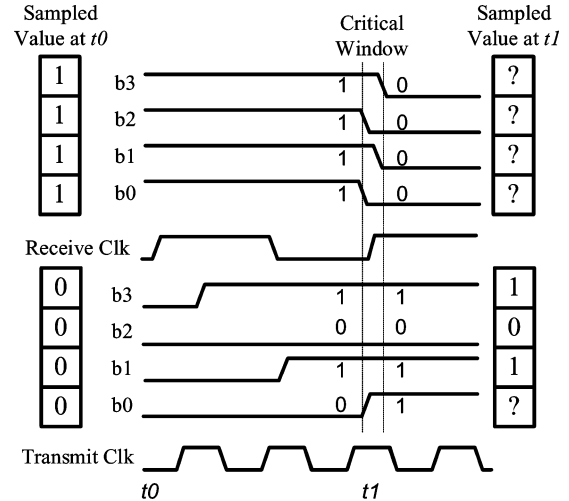 Sampled Value at t0
Critical Window
Sampled Value at t1
1 b3 1 0 ?
1 b2 1 0 ?
1 b1 1 0 ?
1 b0 1 0 ?
Receive Clk
0 b3 1 1 1
0 b2 0 0 0
0 b1 1 1 1
0 b0 0 1 ?
Transmit Clk
t0 t1